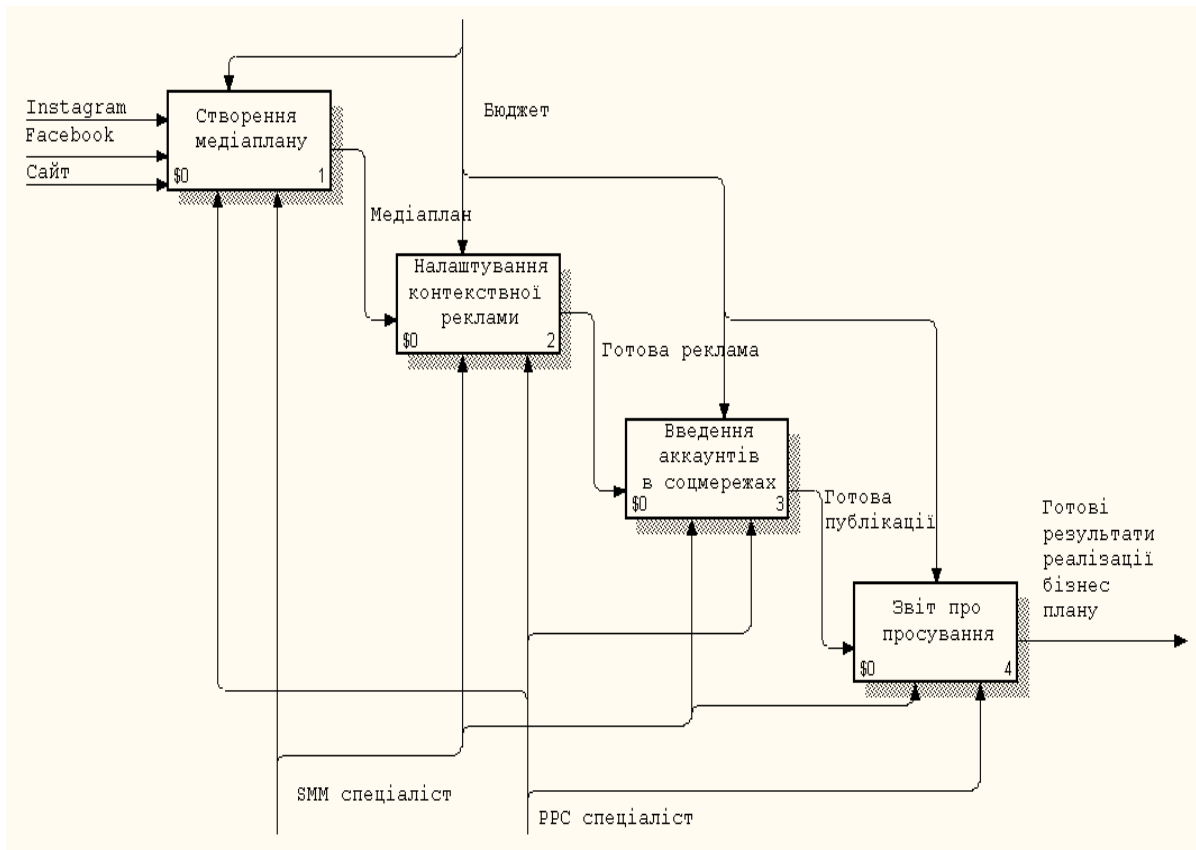 Instagram
Facebook
Сайт
Створення
медіаплану
$0
1
Бюджет
Медіаплан
Налаштування
контекствної
реклами
$0
2
Готова реклама
Введення
аккаунтів
в соцмережах
$0
3
Готова
публікації
Звіт про
просування
$0
4
Готові
результати
реалізації
бізнес
плану
SMM спеціаліст
PPC спеціаліст